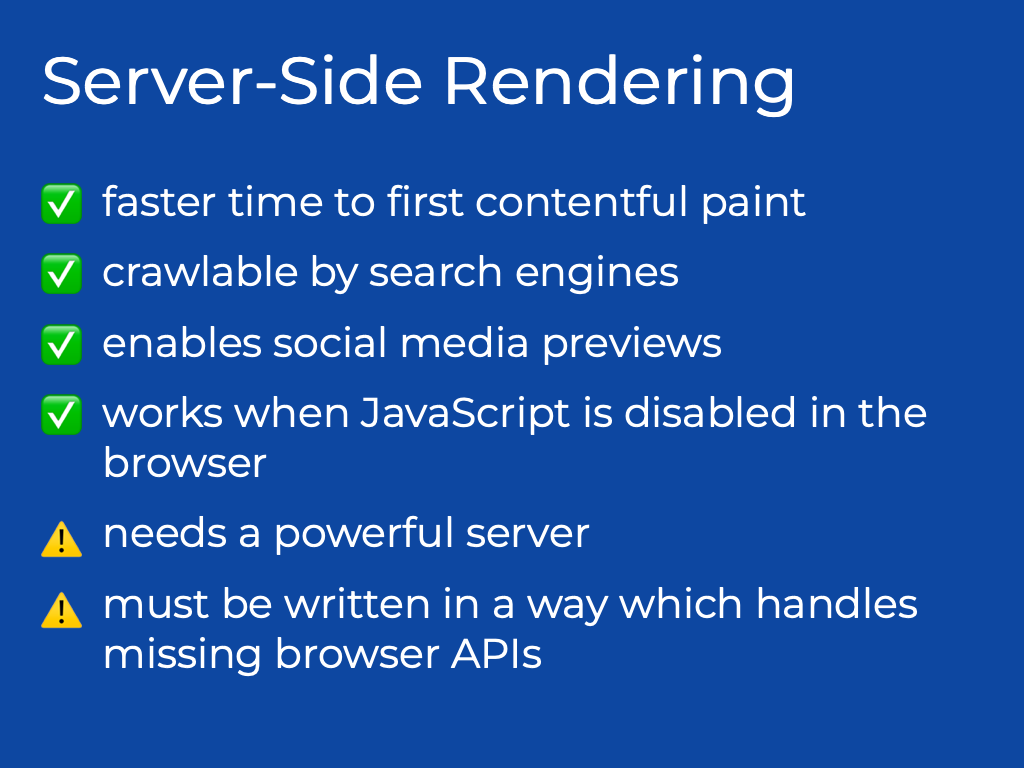 Server-Side Rendering
✅ faster time to first contentful paint
✅ crawlable by search engines
✅ enables social media previews
✅ works when JavaScript is disabled in the
browser
⚠️ needs a powerful server
⚠️ must be written in a way which handles
missing browser APIs